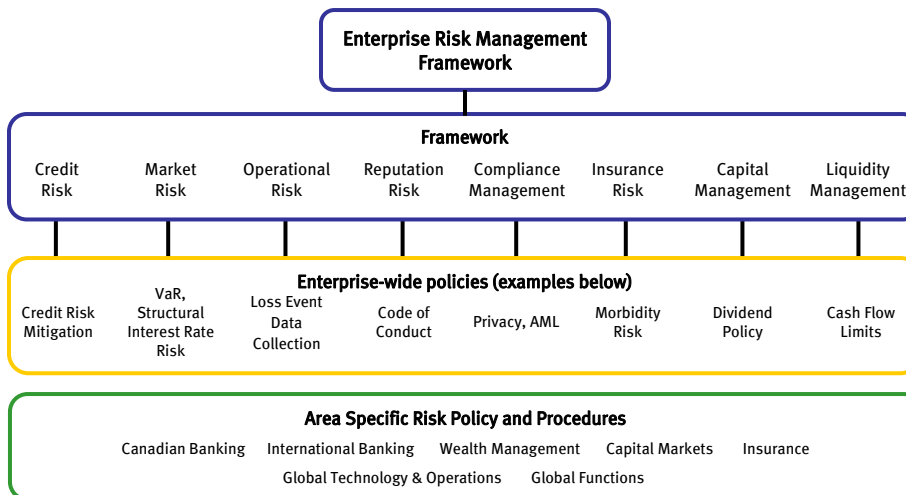 Enterprise Risk Management
Framework
Framework
Credit Risk
Market Risk
Operational Risk
Reputation Risk
Compliance Management
Insurance Risk
Capital Management
Liquidity Management
Enterprise-wide policies (examples below)
Credit Risk Mitigation
VaR, Structural Interest Rate Risk
Loss Event Data Collection
Code of Conduct
Privacy, AML
Morbidity Risk
Dividend Policy
Cash Flow Limits
Area Specific Risk Policy and Procedures
Canadian Banking International Banking Wealth Management Capital Markets Insurance
Global Technology & Operations Global Functions